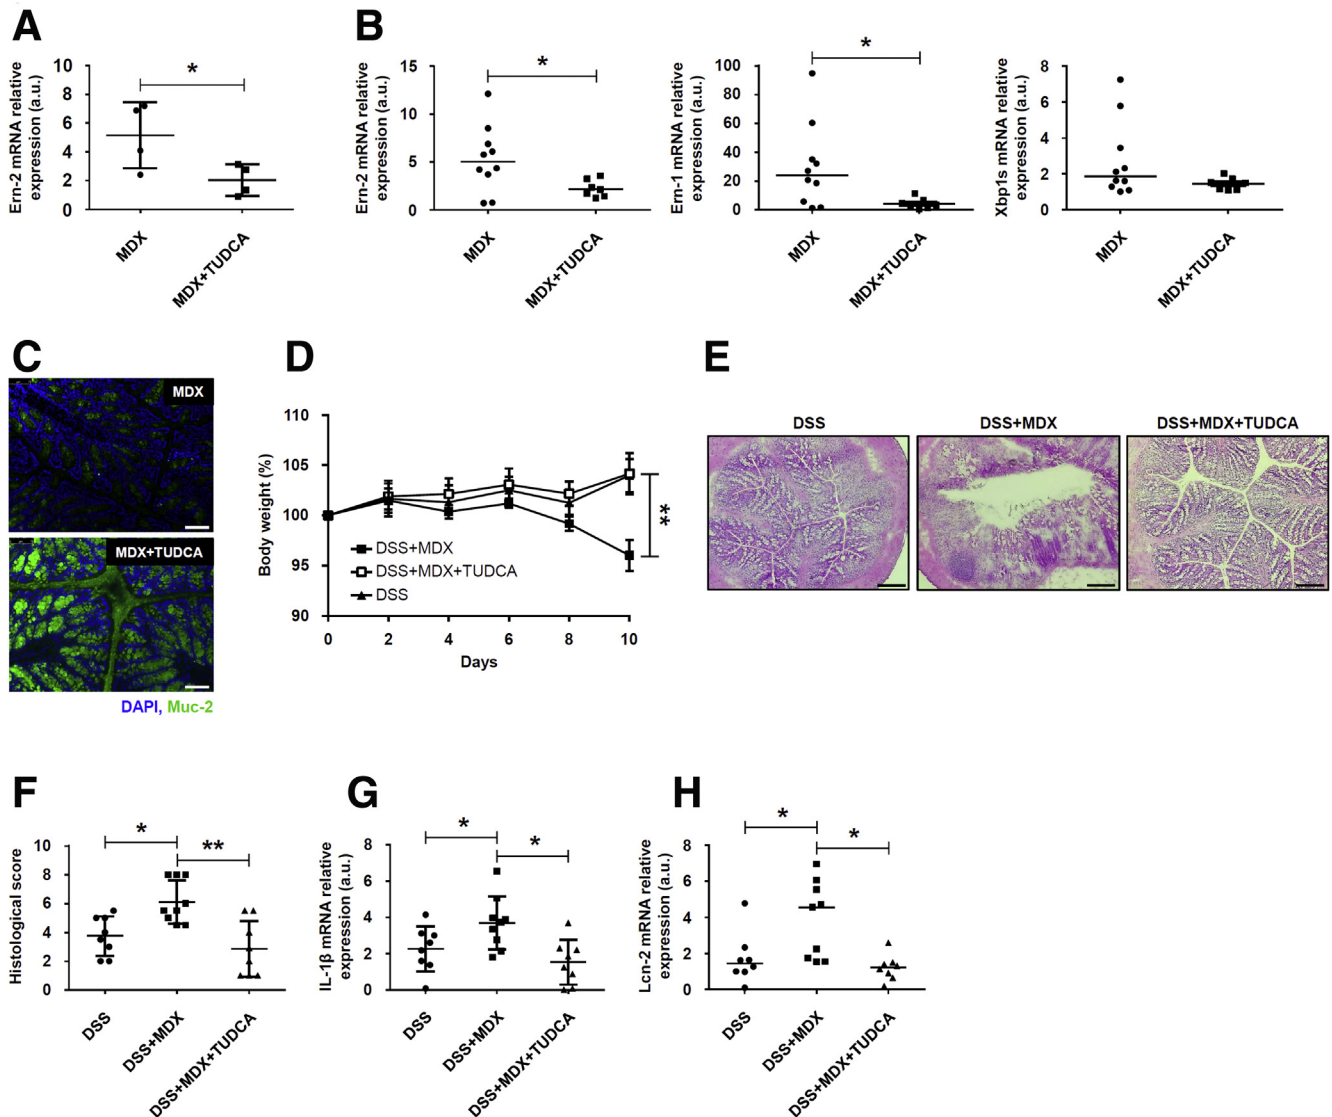 A
Ern-2 mRNA relative
expression (a.u.)
10
8
6
4
2
0
*
MDX
MDX+TUDCA
B
Ern-2 mRNA relative
expression (a.u.)
15
10
5
0
*
MDX
MDX+TUDCA
Ern-1 mRNA relative
expression (a.u.)
100
80
60
40
20
0
*
MDX
MDX+TUDCA
Xbp1s mRNA relative
expression (a.u.)
8
6
4
2
0
MDX
MDX+TUDCA
C
MDX
MDX+TUDCA
DAPI, Muc-2
D
Body weight (%)
110
105
100
95
90
DSS+MDX
DSS+MDX+TUDCA
DSS
**
0 2 4 6 8 10
Days
E
DSS
DSS+MDX
DSS+MDX+TUDCA
F
Histological score
10
8
6
4
2
0
*
**
DSS
DSS+MDX
DSS+MDX+TUDCA
G
IL-1β mRNA relative
expression (a.u.)
8
6
4
2
0
*
*
DSS
DSS+MDX
DSS+MDX+TUDCA
H
Lcn-2 mRNA relative
expression (a.u.)
8
6
4
2
0
*
*
DSS
DSS+MDX
DSS+MDX+TUDCA